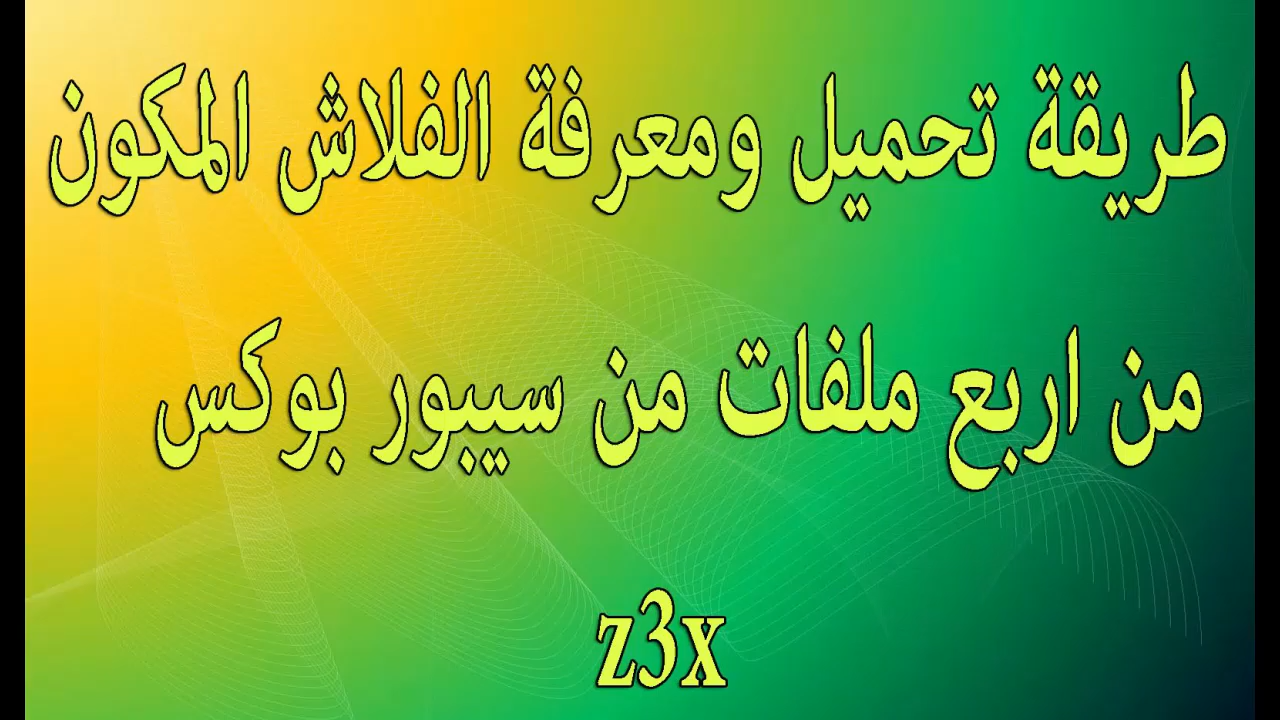 طريقة تحميل ومعرفة الفلاش المكون
من اربع ملفات من سيبور بوكس
z3x